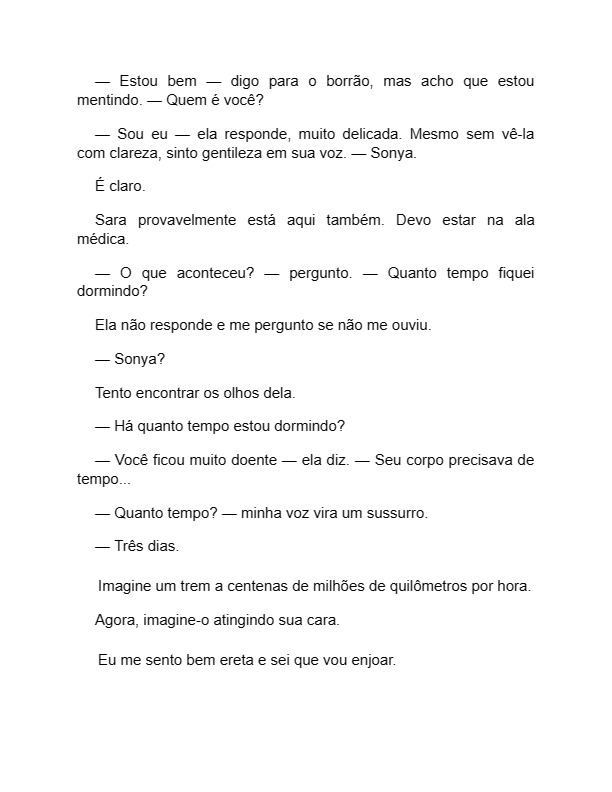 — Estou bem — digo para o borrão, mas acho que estou
mentindo. — Quem é você?
— Sou eu — ela responde, muito delicada. Mesmo sem vê-la
com clareza, sinto gentileza em sua voz. — Sonya.
É claro.
Sara provavelmente está aqui também. Devo estar na ala
médica.
— O que aconteceu? — pergunto. — Quanto tempo fiquei
dormindo?
Ela não responde e me pergunto se não me ouviu.
— Sonya?
Tento encontrar os olhos dela.
— Há quanto tempo estou dormindo?
— Você ficou muito doente — ela diz. — Seu corpo precisava de
tempo...
— Quanto tempo? — minha voz vira um sussurro.
— Três dias.
Imagine um trem a centenas de milhões de quilômetros por hora.
Agora, imagine-o atingindo sua cara.
Eu me sento bem ereta e sei que vou enjoar.